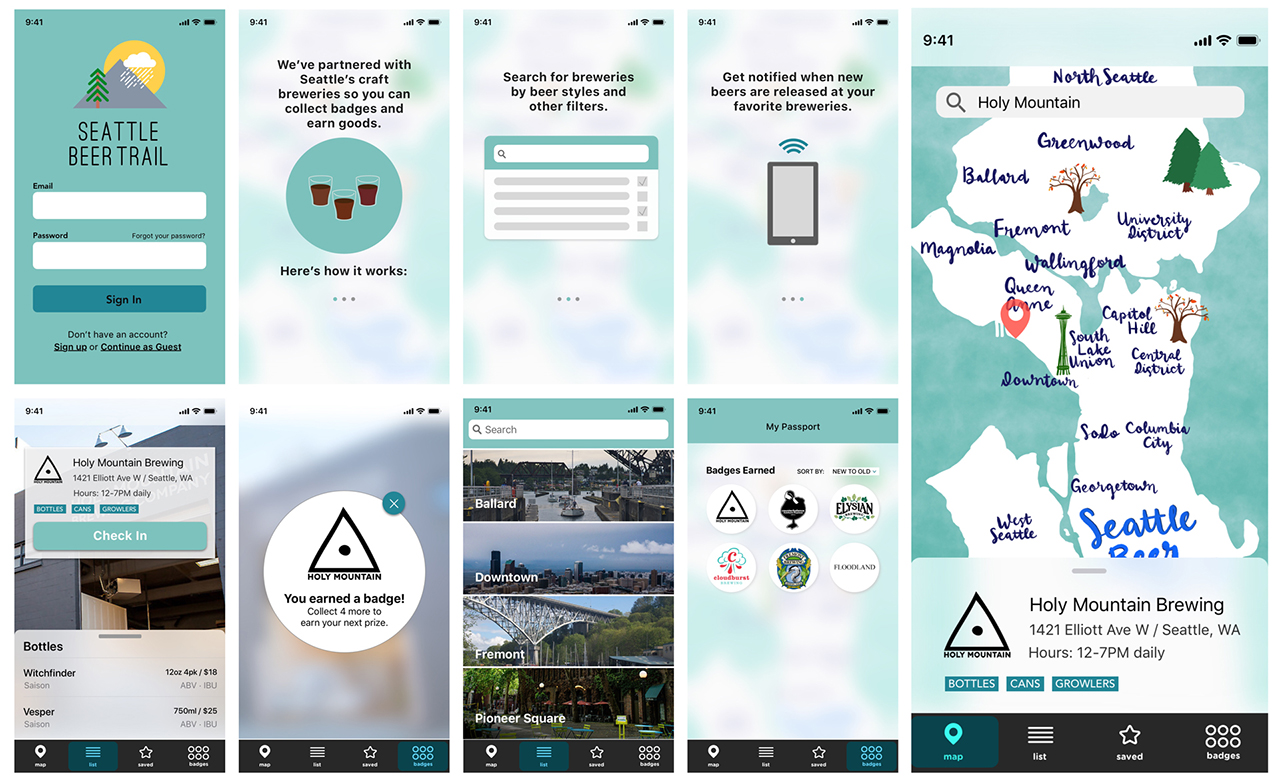 9:41
SEATTLE
BEER TRAIL
Email
Password
Forgot your password?
Sign In
Don't have an account?
Sign up or Continue as Guest
9:41
We've partnered with
Seattle's craft
breweries so you can
collect badges and
earn goods.
Here's how it works:
9:41
Search for breweries
by beer styles and
other filters.
9:41
Get notified when new
beers are released at your
favorite breweries.
9:41
North Seattle
Holy Mountain
Greenwood
Ballard
University
District
Fremont
Magnolia
Wallingford
Queen
Anne
Capitol
Hill
South
Lake
Union
Central
District
Downtown
SoDo
Columbia
City
Georgetown
West
Seattle
Seattle
Beer
HOLY MOUNTAIN
Holy Mountain Brewing
1421 Elliott Ave W / Seattle, WA
Hours: 12-7PM daily
BOTTLES
CANS
GROWLERS
map
list
saved
badges
9:41
HOLY MOUNTAIN
Holy Mountain Brewing
1421 Elliott Ave W / Seattle, WA
Hours: 12-7PM daily
BOTTLES
CANS
GROWLERS
Check In
Bottles
Witchfinder
12oz 4pk / $18
Saison
ABV · IBU
Vesper
750ml / $25
Saison
ABV · IBU
map
list
saved
badges
9:41
HOLY MOUNTAIN
You earned a badge!
Collect 4 more to
earn your next prize.
map
list
saved
badges
9:41
Search
Ballard
Downtown
Fremont
Pioneer Square
map
list
saved
badges
9:41
My Passport
Badges Earned
SORT BY:
NEW TO OLD
HOLY MOUNTAIN
ELYSIAN
BREWING
cloudburst
BREWING
FREMONT
BREWING
FLOODLAND
map
list
saved
badges